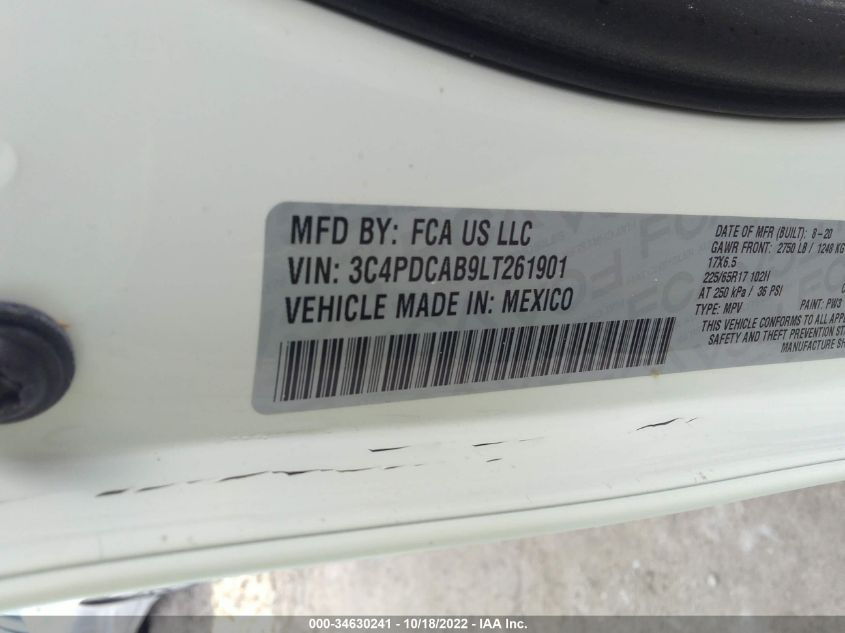 MFD BY: FCA US LLC
VIN: 3C4PDCAB9LT261901
VEHICLE MADE IN: MEXICO
DATE OF MFR (BUILT): 8-20
GAWR FRONT: 2750 LB / 1248 KG
17X6.5
225/65R17 102H
AT 250 kPa / 36 PSI
TYPE: MPV
PAINT: PW3
THIS VEHICLE CONFORMS TO ALL APPL
SAFETY AND THEFT PREVENTION STA
MANUFACTURE SH
000-34630241 - 10/18/2022 - IAA Inc.